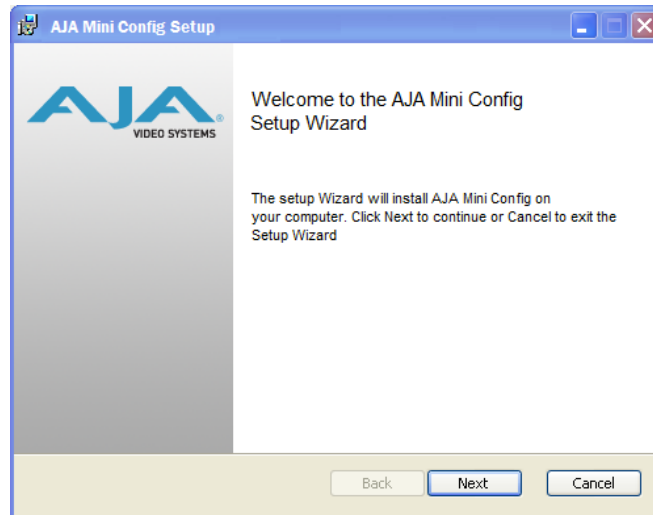 AJA Mini Config Setup
AJA®
VIDEO SYSTEMS
Welcome to the AJA Mini Config
Setup Wizard
The setup Wizard will install AJA Mini Config on
your computer. Click Next to continue or Cancel to exit the
Setup Wizard
Back
Next
Cancel